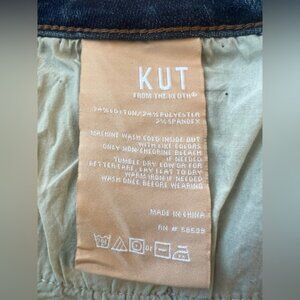 KUT
FROM THE KLOTH®
74% COTTON/24% POLYESTER
2% SPANDEX
MACHINE WASH COLD INSIDE OUT
WITH LIKE COLORS
ONLY NON-CHLORINE BLEACH
IF NEEDED
TUMBLE DRY LOW OR FOR
BETTER CARE, LAY FLAT TO DRY
WARM IRON IF NEEDED
WASH ONCE BEFORE WEARING
MADE IN CHINA
RN #
or